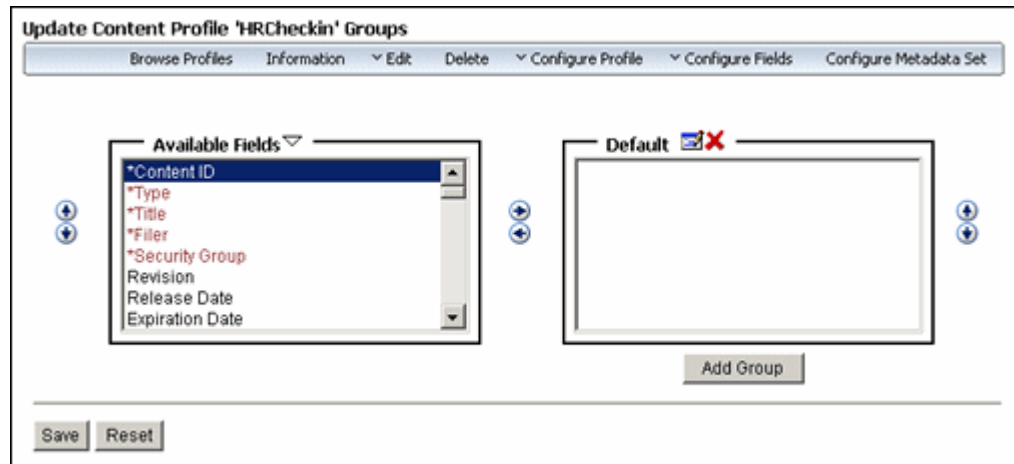 Update Content Profile 'HRCheckin' Groups
Browse Profiles Information Edit Delete Configure Profile Configure Fields Configure Metadata Set
Available Fields
Default
*Content ID
*Type
*Title
*Filer
*Security Group
Revision
Release Date
Expiration Date
Add Group
Save Reset